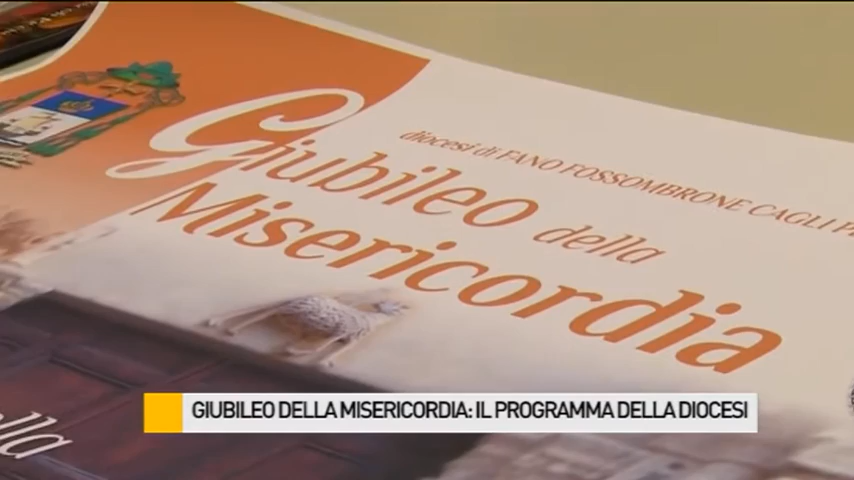 diocesi di FANO FOSSOMBRONE CAGLI P
Giubileo della
Misericordia
GIUBILEO DELLA MISERICORDIA: IL PROGRAMMA DELLA DIOCESI